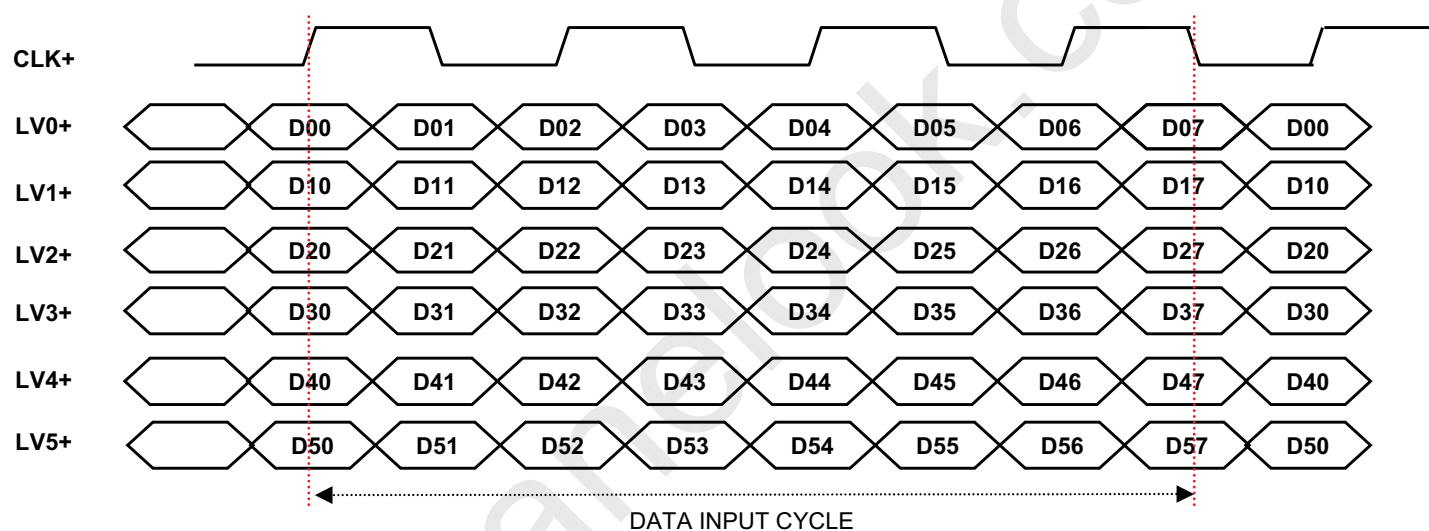 CLK+
LV0+ D00 D01 D02 D03 D04 D05 D06 D07 D00
LV1+ D10 D11 D12 D13 D14 D15 D16 D17 D10
LV2+ D20 D21 D22 D23 D24 D25 D26 D27 D20
LV3+ D30 D31 D32 D33 D34 D35 D36 D37 D30
LV4+ D40 D41 D42 D43 D44 D45 D46 D47 D40
LV5+ D50 D51 D52 D53 D54 D55 D56 D57 D50
DATA INPUT CYCLE
anelook.c